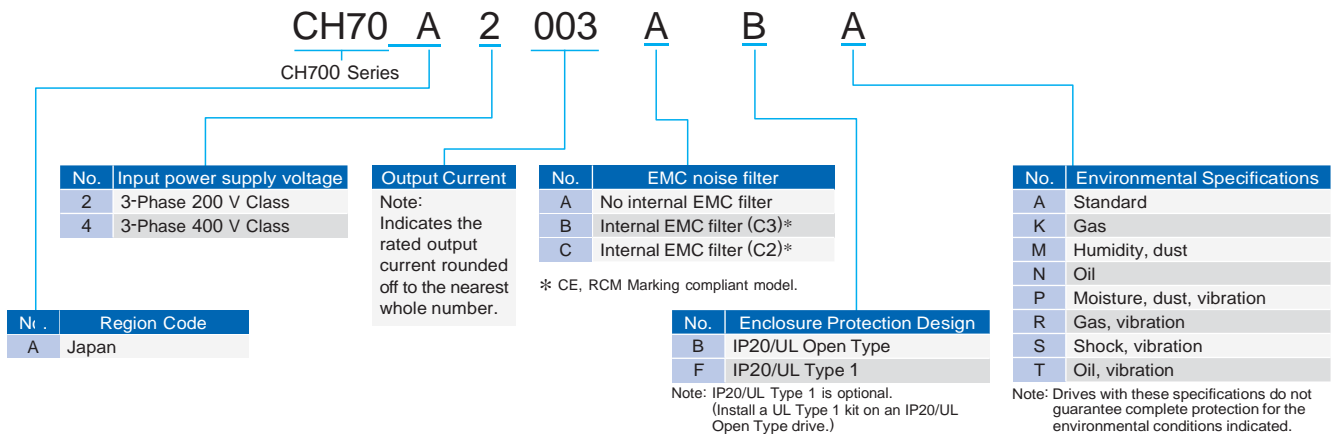 CH70 A 2 003 A B A
CH700 Series
No. Input power supply voltage
2 3-Phase 200 V Class
4 3-Phase 400 V Class
Output Current
Note:
Indicates the
rated output
current rounded
off to the nearest
whole number.
No. EMC noise filter
A No internal EMC filter
B Internal EMC filter (C3)*
C Internal EMC filter (C2)*
* CE, RCM Marking compliant model.
No. Environmental Specifications
A Standard
K Gas
M Humidity, dust
N Oil
P Moisture, dust, vibration
R Gas, vibration
S Shock, vibration
T Oil, vibration
Note: Drives with these specifications do not
guarantee complete protection for the
environmental conditions indicated.
No. Region Code
A Japan
No. Enclosure Protection Design
B IP20/UL Open Type
F IP20/UL Type 1
Note: IP20/UL Type 1 is optional.
(Install a UL Type 1 kit on an IP20/UL
Open Type drive.)